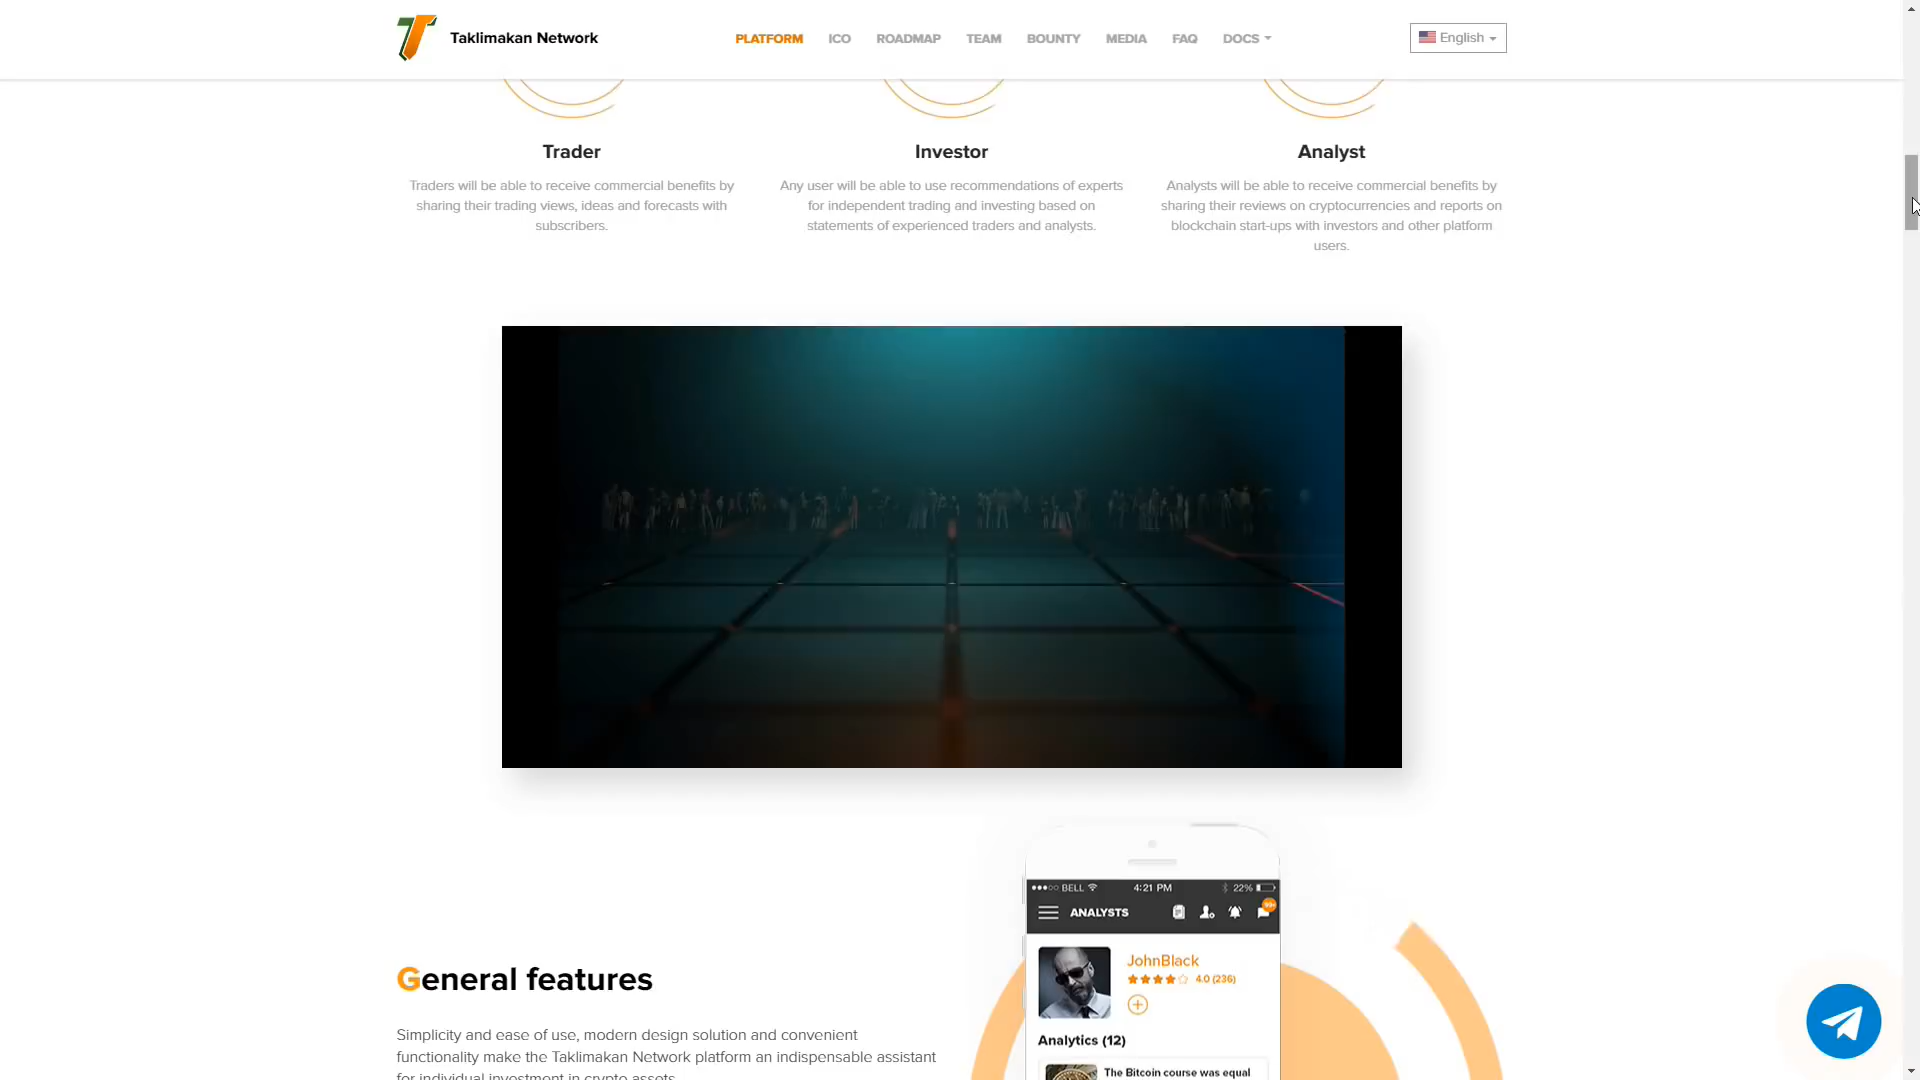 Taklimakan Network
PLATFORM ICO ROADMAP TEAM BOUNTY MEDIA FAQ DOCS
English
Trader
Traders will be able to receive commercial benefits by
sharing their trading views, ideas and forecasts with
subscribers.
Investor
Any user will be able to use recommendations of experts
for independent trading and investing based on
statements of experienced traders and analysts.
Analyst
Analysts will be able to receive commercial benefits by
sharing their reviews on cryptocurrencies and reports on
blockchain start-ups with investors and other platform
users.
General features
Simplicity and ease of use, modern design solution and convenient
functionality make the Taklimakan Network platform an indispensable assistant
for individual investment in crypto assets.
BELL 4:21 PM 22%
ANALYSTS
JohnBlack
4.0 (236)
Analytics (12)
The Bitcoin course was equal